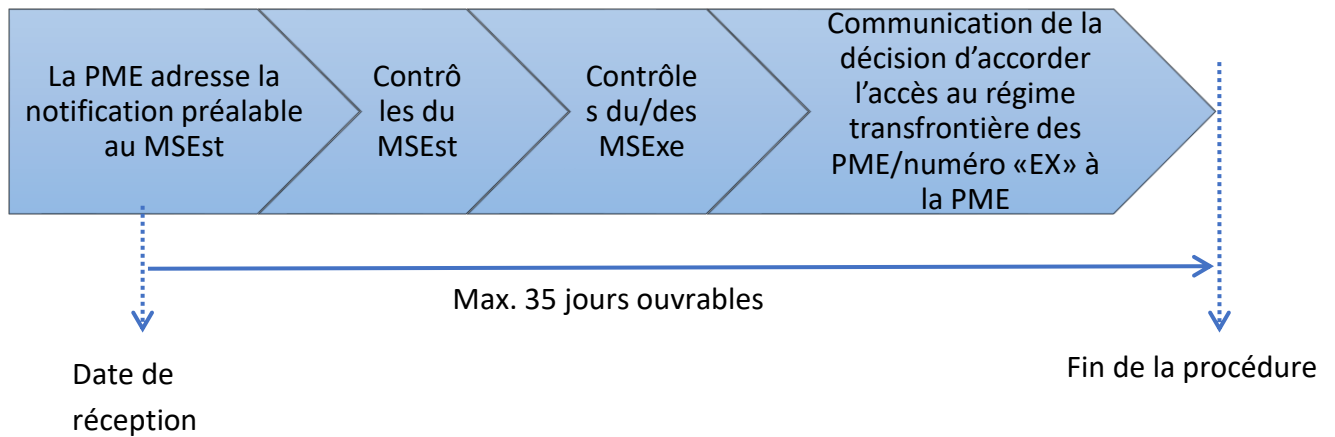 La PME adresse la
notification préalable
au MSEst
Contrô
les du
MSEst
Contrôle
s du/des
MSExe
Communication de la
décision d’accorder
l’accès au régime
transfrontière des
PME/numéro «EX» à
la PME
Max. 35 jours ouvrables
Date de
réception
Fin de la procédure